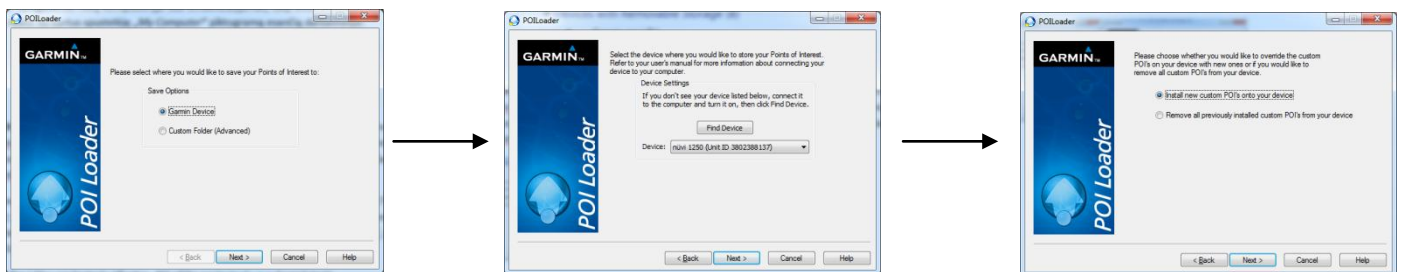 POILoader
GARMIN
POI Loader
Please select where you would like to save your Points of Interest to:
Save Options
Garmin Device
Custom Folder (Advanced)
< Back
Next >
Cancel
Help
POILoader
GARMIN
POI Loader
Select the device where you would like to store your Points of Interest.
Refer to your user's manual for more information about connecting your
device to your computer.
Device Settings
If you don't see your device listed below, connect it
to the computer and turn it on, then click Find Device.
Find Device
Device: nüvi 1250 (Unit ID 3802388137)
< Back
Next >
Cancel
Help
POILoader
GARMIN
POI Loader
Please choose whether you would like to override the custom
POI's on your device with new ones or if you would like to
remove all custom POI's from your device.
Install new custom POI's onto your device
Remove all previously installed custom POI's from your device
< Back
Next >
Cancel
Help